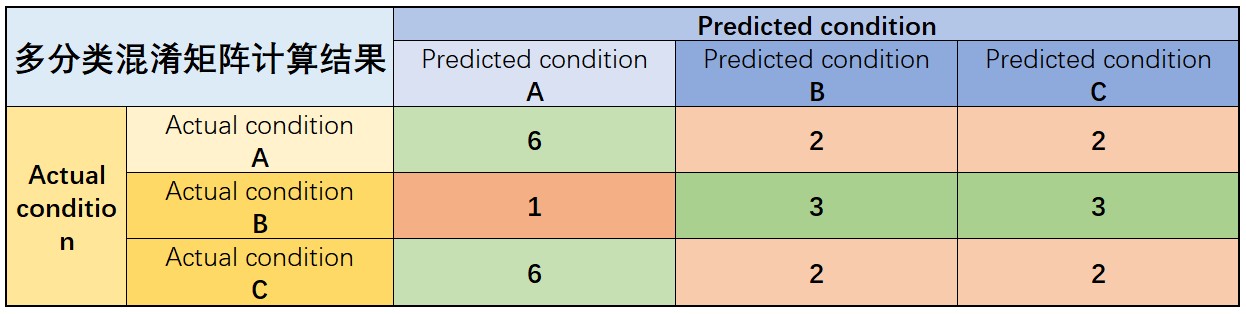 多分类混淆矩阵计算结果
Predicted condition
Predicted condition
A
Predicted condition
B
Predicted condition
C
Actual
conditio
n
Actual condition
A
6
2
2
Actual condition
B
1
3
3
Actual condition
C
6
2
2